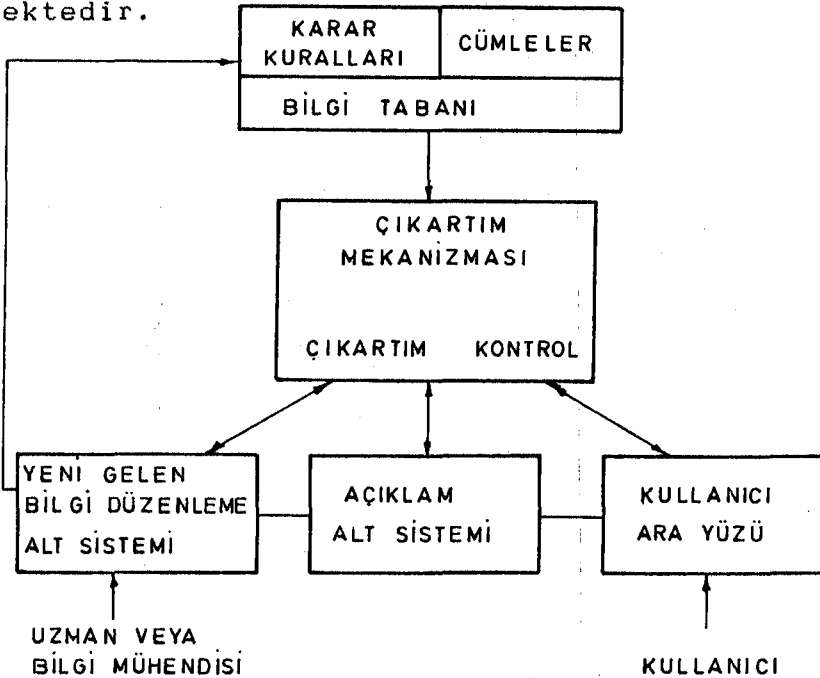 ektedir.
KARAR
KURALLARI
CÜMLELER
BİLGİ TABANI
ÇIKARTIM
MEKANİZMASI
ÇIKARTIM KONTROL
YENİ GELEN
BİLGİ DÜZENLEME
ALT SİSTEMİ
AÇIKLAM
ALT SİSTEMİ
KULLANICI
ARA YÜZÜ
UZMAN VEYA
BİLGİ MÜHENDİSİ
KULLANICI